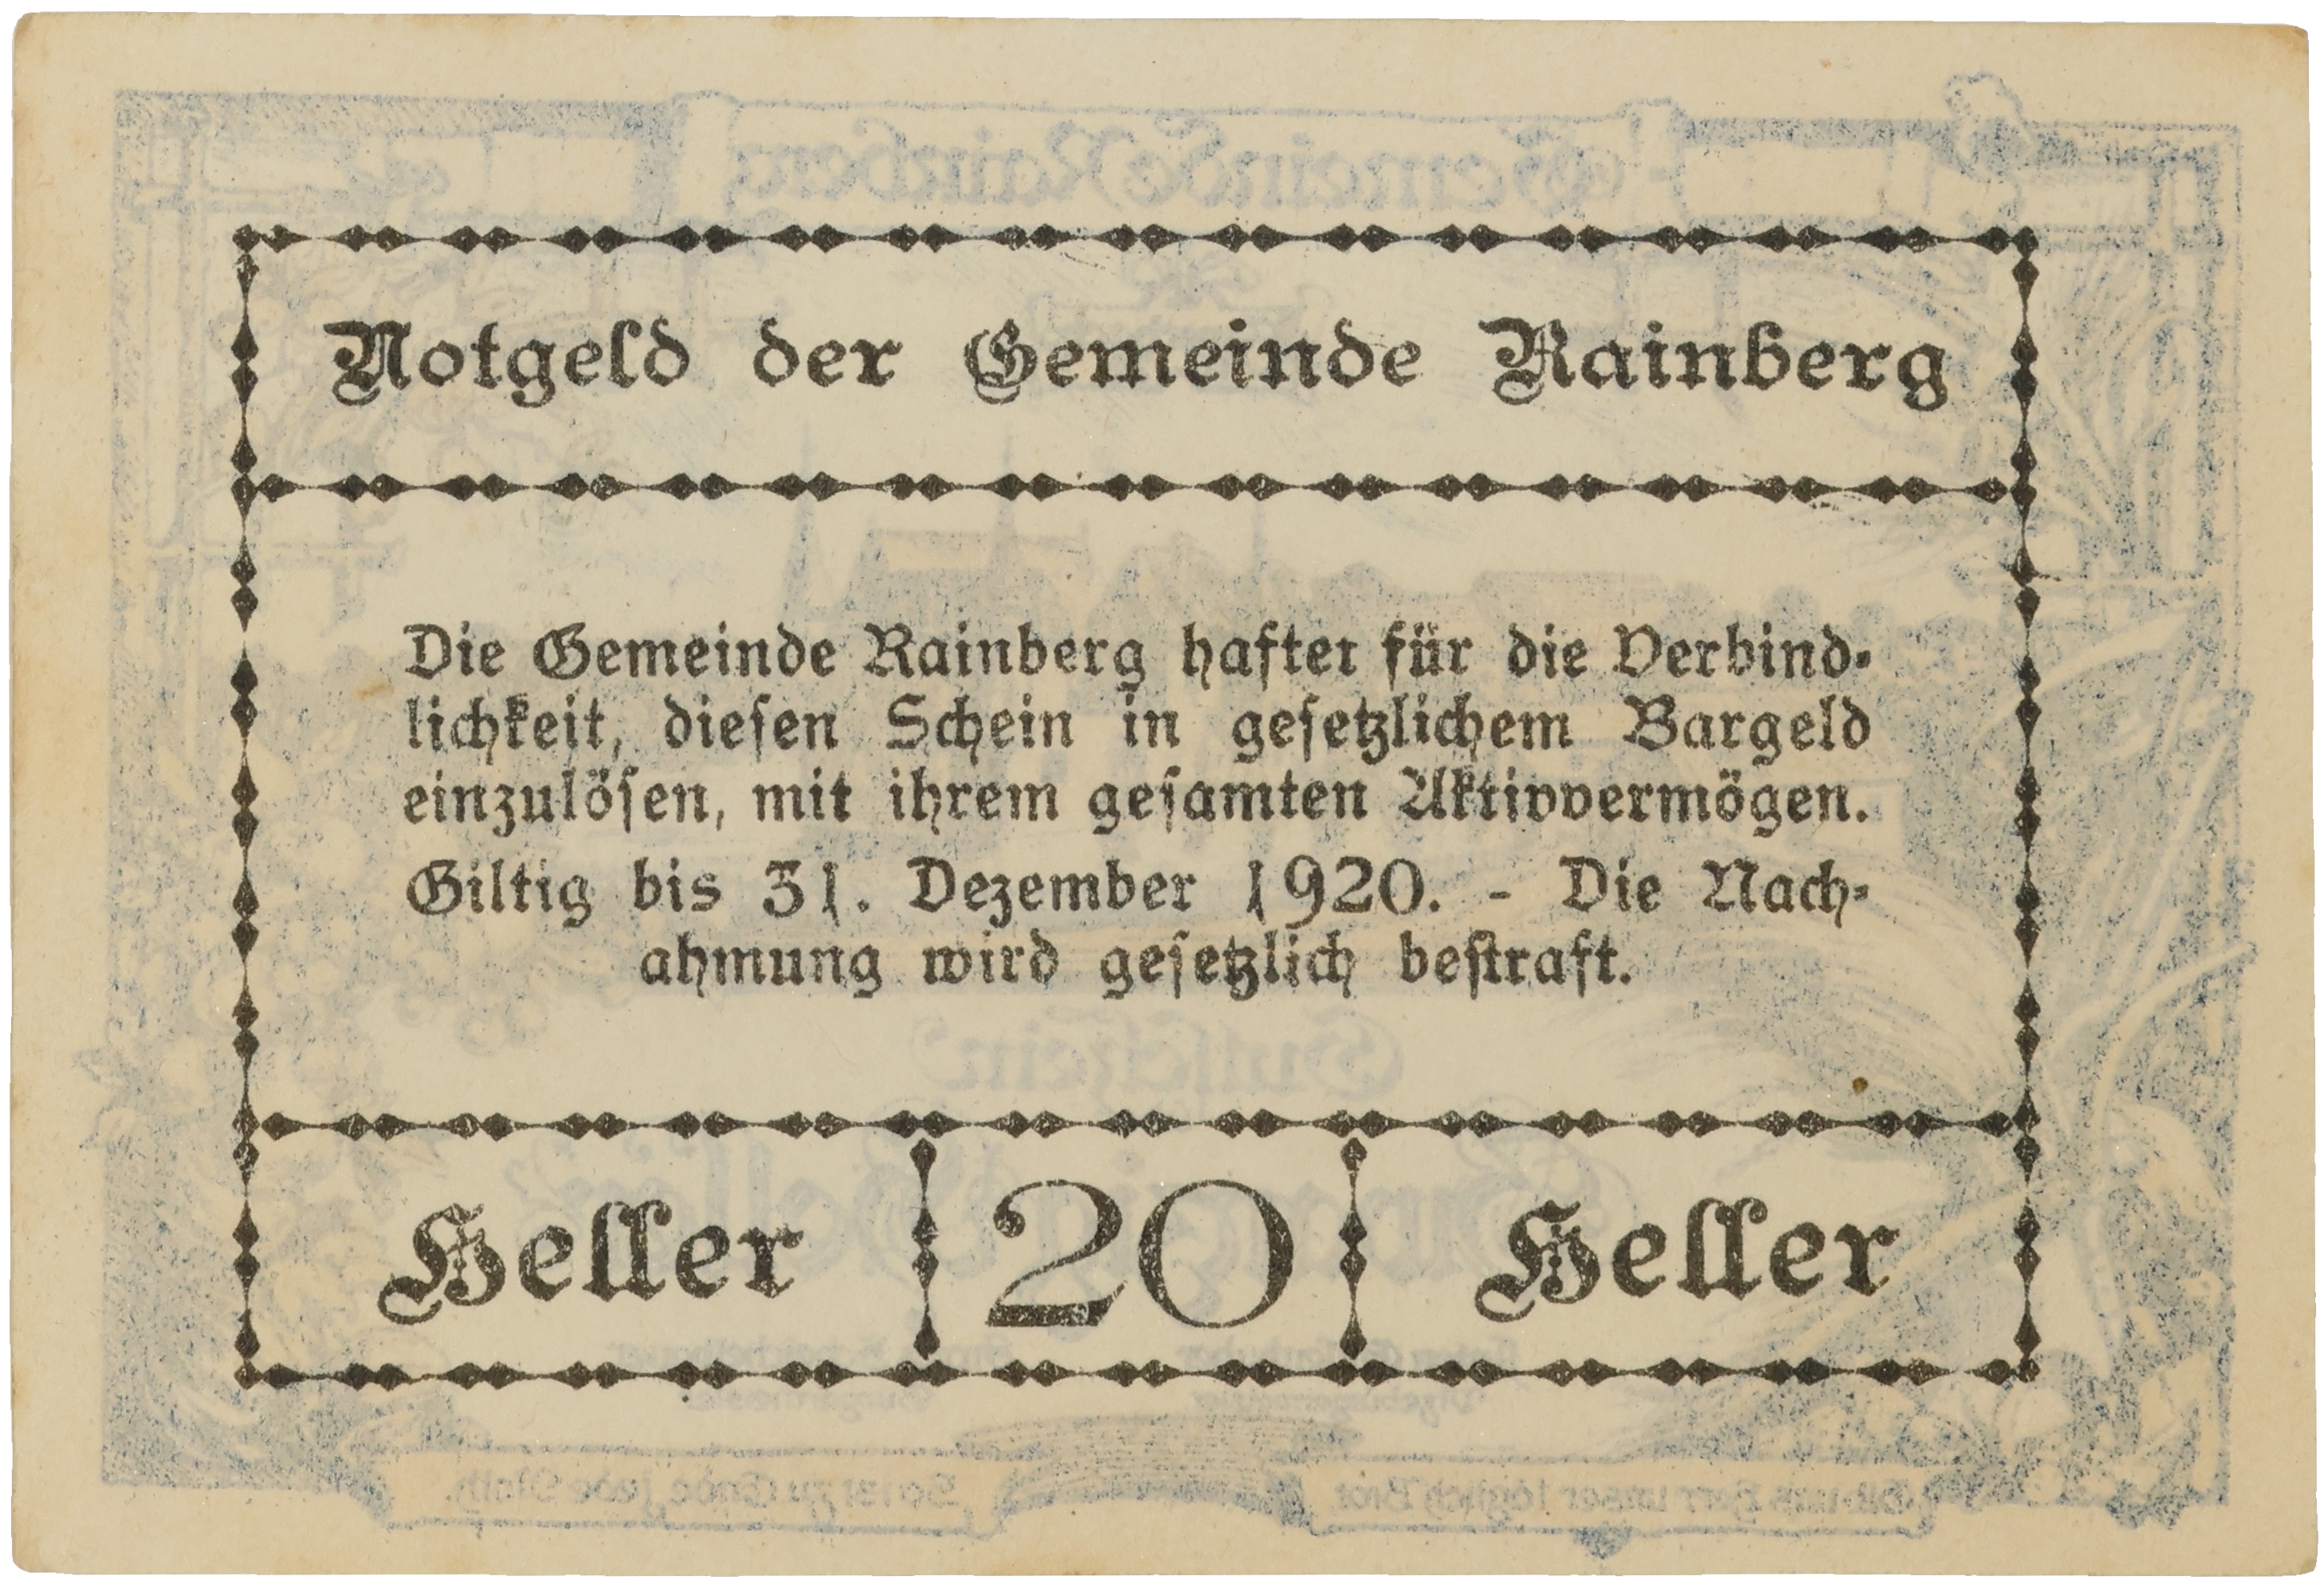 Notgeld der Gemeinde Rainberg
Die Gemeinde Rainberg haftet für die Verbind-
lichkeit, diesen Schein in gesetzlichem Bargeld
einzulösen, mit ihrem gesamten Aktivvermögen.
Giltig bis 31. Dezember 1920. - Die Nach-
ahmung wird gesetzlich bestraft.
Heller 20 Heller